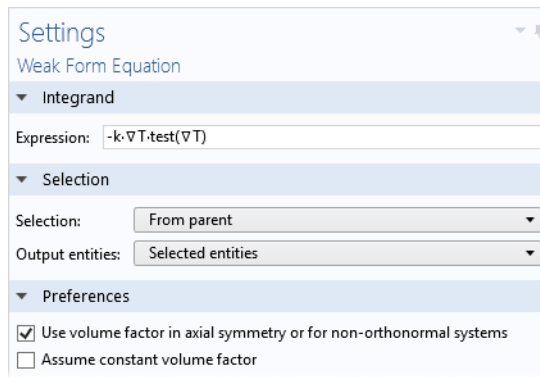 Settings
Weak Form Equation
Integrand
Expression: -k·∇T·test(∇T)
Selection
Selection: From parent
Output entities: Selected entities
Preferences
Use volume factor in axial symmetry or for non-orthonormal systems
Assume constant volume factor